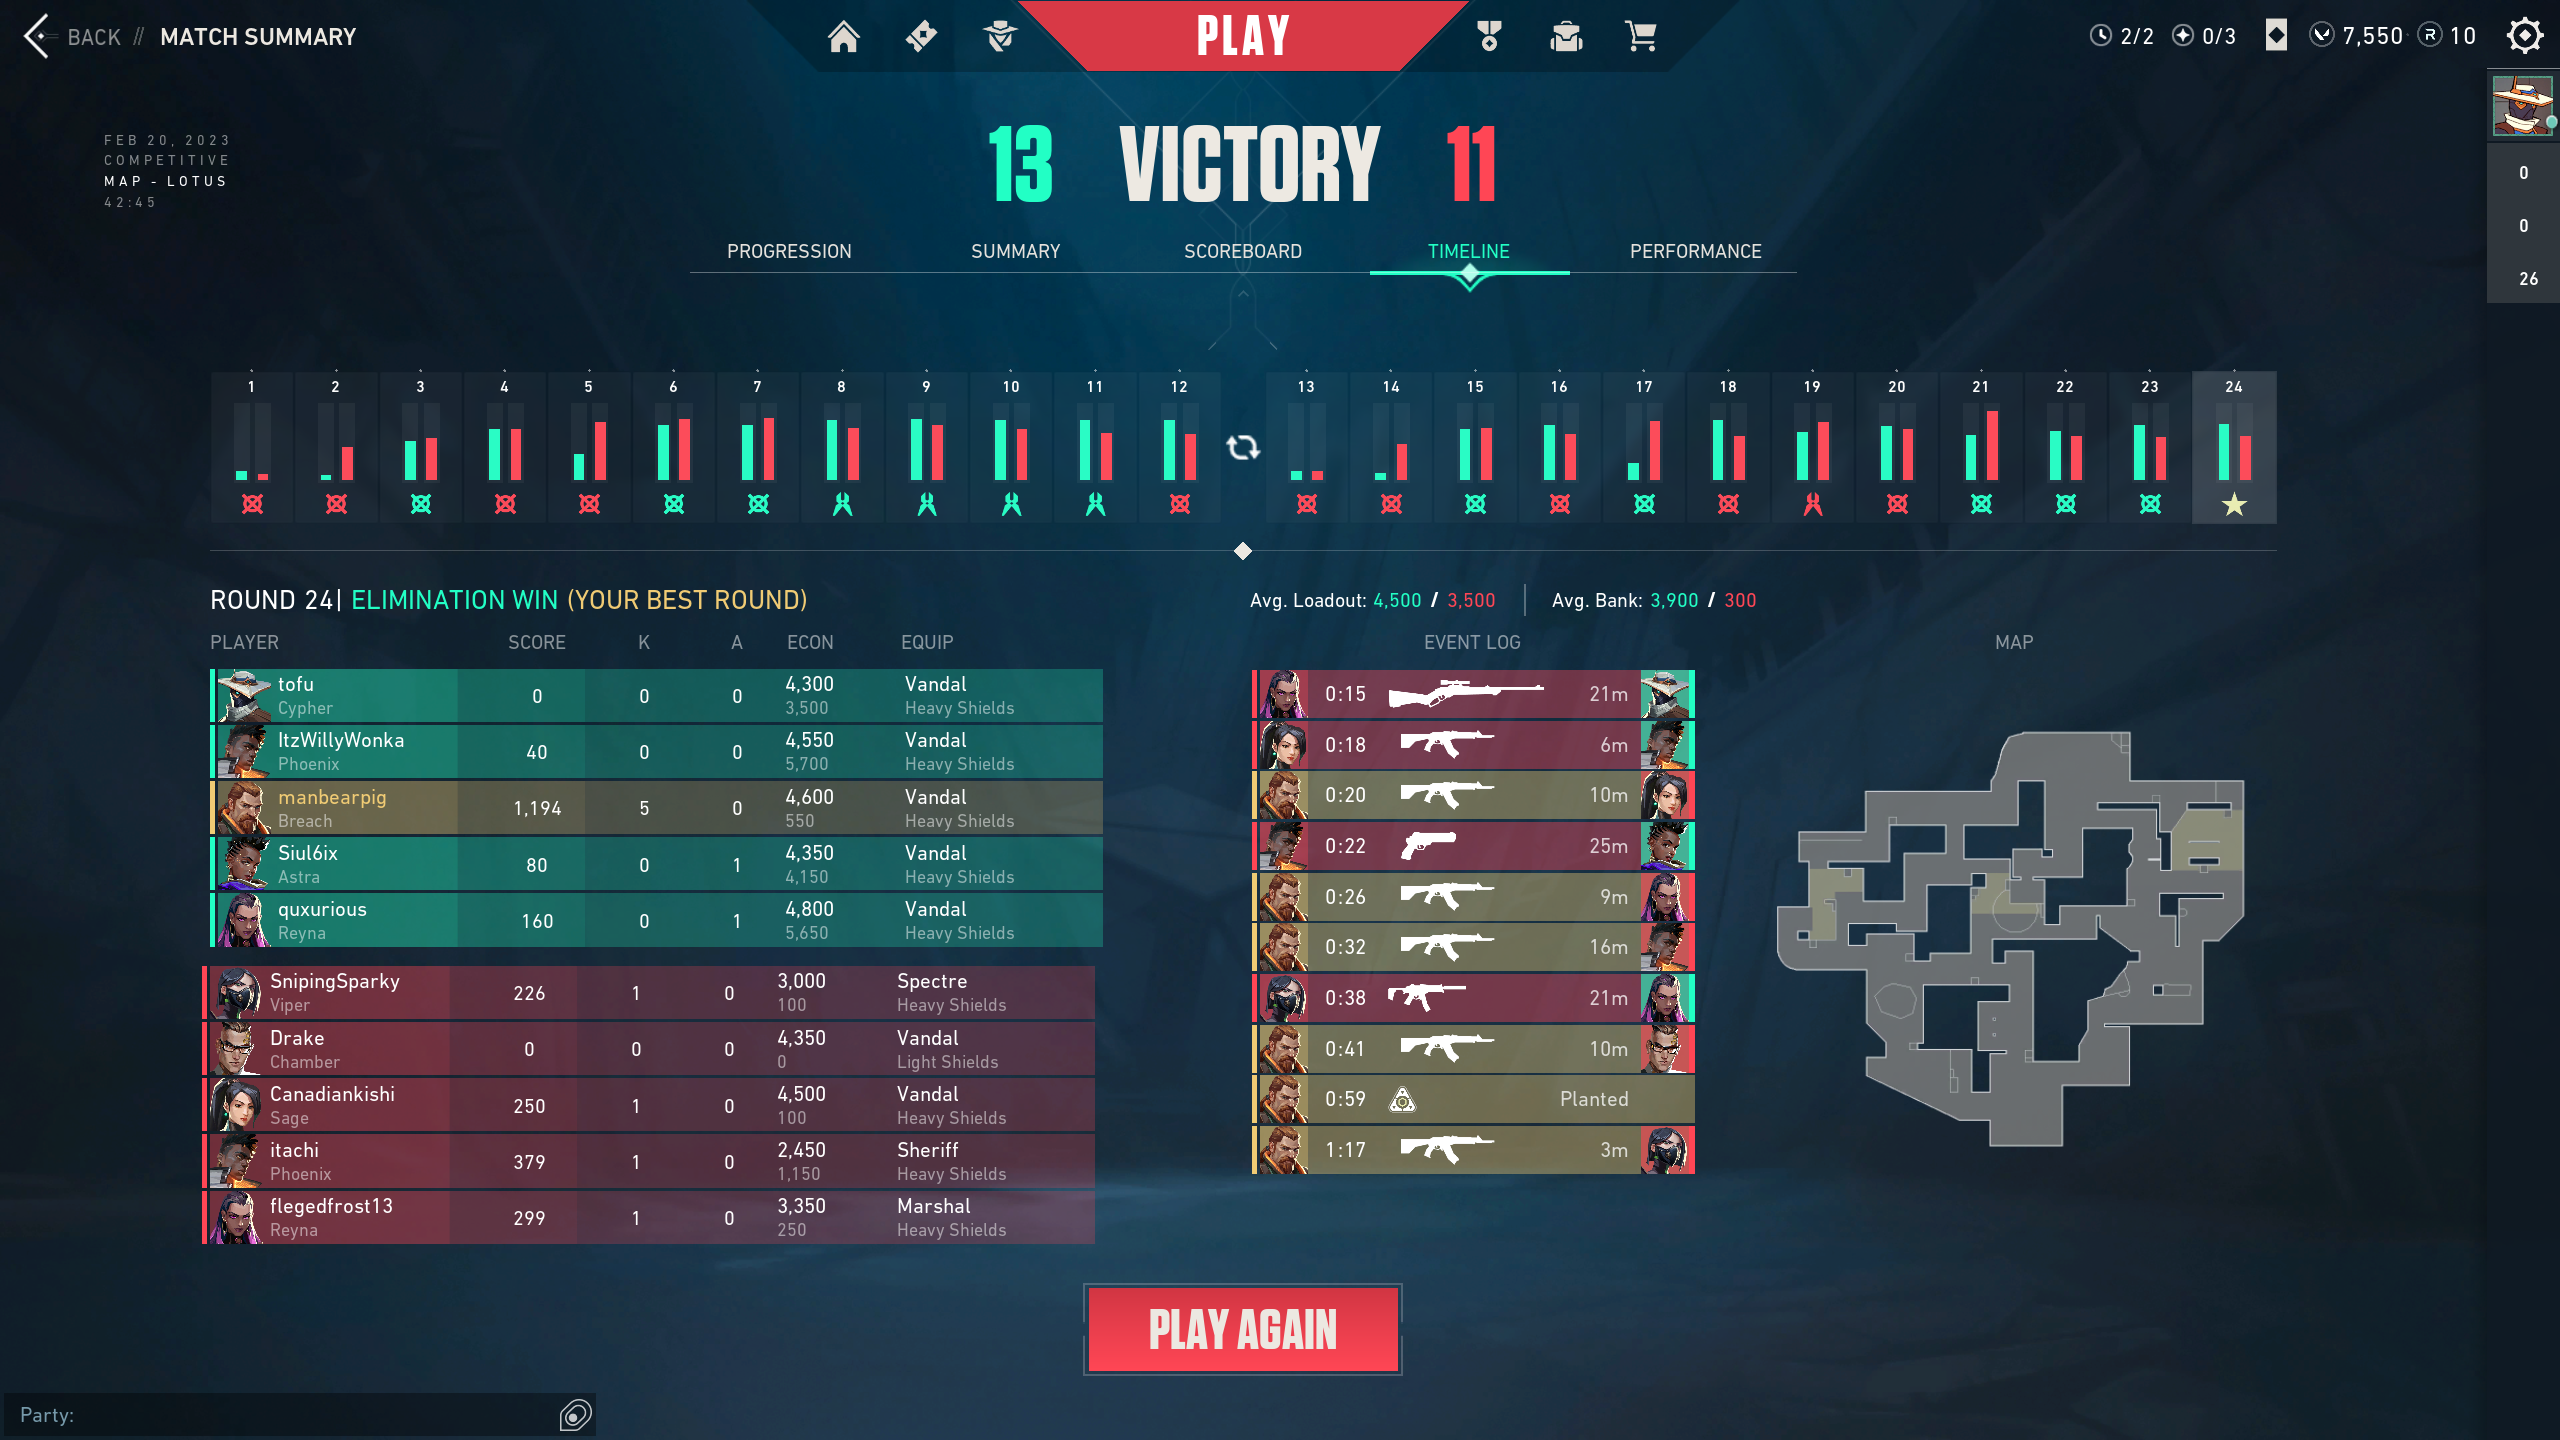 BACK // MATCH SUMMARY
PLAY
2/2 0/3 7,550 R 10
FEB 20, 2023
COMPETITIVE
MAP - LOTUS
42:45
13 VICTORY 11
0
0
26
PROGRESSION SUMMARY SCOREBOARD TIMELINE PERFORMANCE
1 2 3 4 5 6 7 8 9 10 11 12 13 14 15 16 17 18 19 20 21 22 23 24
ROUND 24| ELIMINATION WIN (YOUR BEST ROUND)
Avg. Loadout: 4,500 / 3,500 Avg. Bank: 3,900 / 300
PLAYER SCORE K A ECON EQUIP
tofu 0 0 0 4,300 Vandal
Cypher 3,500 Heavy Shields
ItzWillyWonka 40 0 0 4,550 Vandal
Phoenix 5,700 Heavy Shields
manbearpig 1,194 5 0 4,600 Vandal
Breach 550 Heavy Shields
Siul6ix 80 0 1 4,350 Vandal
Astra 4,150 Heavy Shields
quxurious 160 0 1 4,800 Vandal
Reyna 5,650 Heavy Shields
SnipingSparky 226 1 0 3,000 Spectre
Viper 100 Heavy Shields
Drake 0 0 0 4,350 Vandal
Chamber 0 Light Shields
Canadiankishi 250 1 0 4,500 Vandal
Sage 100 Heavy Shields
itachi 379 1 0 2,450 Sheriff
Phoenix 1,150 Heavy Shields
flegedfrost13 299 1 0 3,350 Marshal
Reyna 250 Heavy Shields
EVENT LOG
0:15 21m
0:18 6m
0:20 10m
0:22 25m
0:26 9m
0:32 16m
0:38 21m
0:41 10m
0:59 Planted
1:17 3m
MAP
PLAY AGAIN
Party: